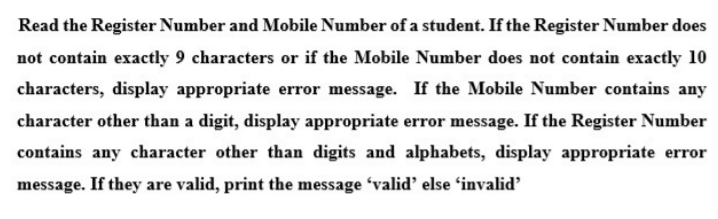 Read the Register Number and Mobile Number of a student. If the Register Number does
not contain exactly 9 characters or if the Mobile Number does not contain exactly 10
characters, display appropriate error message. If the Mobile Number contains any
character other than a digit, display appropriate error message. If the Register Number
contains any character other than digits and alphabets, display appropriate error
message. If they are valid, print the message ‘valid’ else ‘invalid’